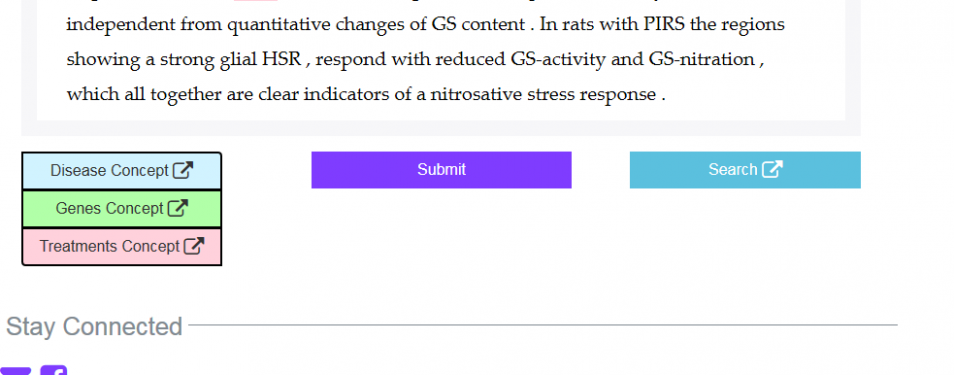 independent from quantitative changes of GS content . In rats with PIRS the regions
showing a strong glial HSR , respond with reduced GS-activity and GS-nitration ,
which all together are clear indicators of a nitrosative stress response .
Disease Concept
Submit
Search
Genes Concept
Treatments Concept
Stay Connected